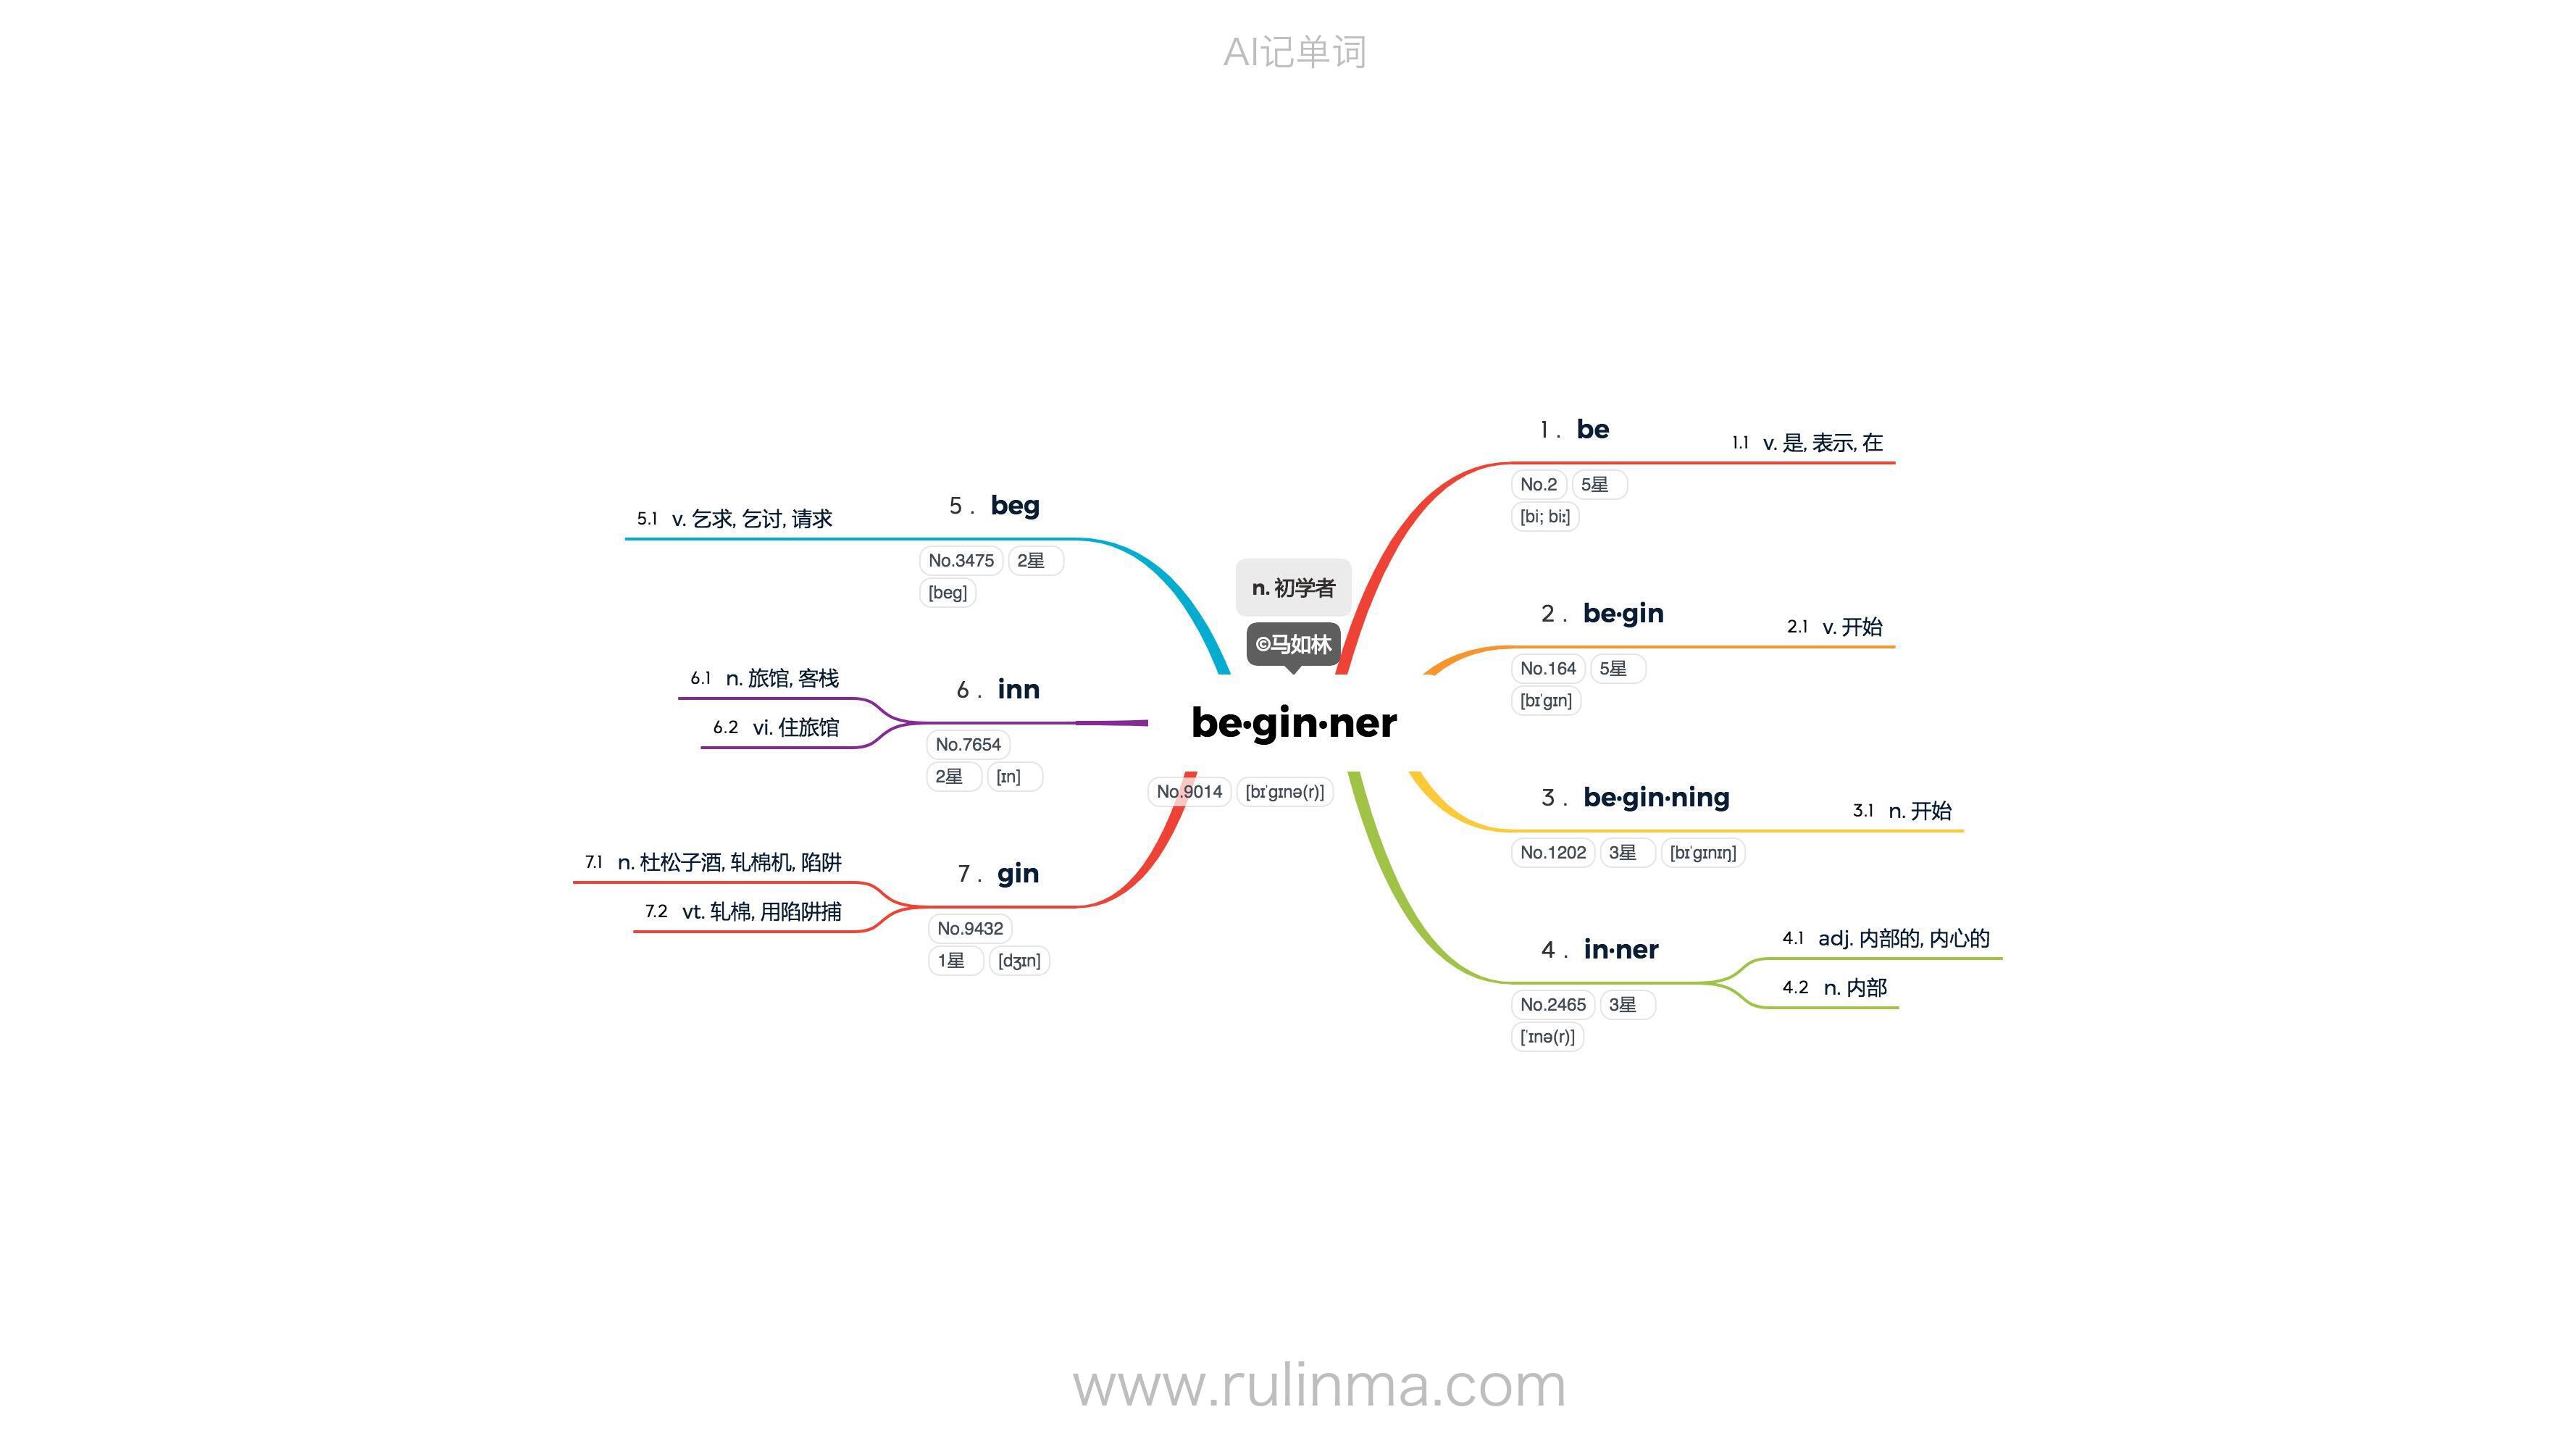 AI记单词
n. 初学者
©马如林
be·gin·ner
No.9014 [bɪˈgɪnə(r)]
1 . be
1.1 v. 是, 表示, 在
No.2 5星
[bi; biː]
2 . be·gin
2.1 v. 开始
No.164 5星
[bɪˈgɪn]
3 . be·gin·ning
3.1 n. 开始
No.1202 3星 [bɪˈgɪnɪŋ]
4 . in·ner
4.1 adj. 内部的, 内心的
4.2 n. 内部
No.2465 3星
[ˈɪnə(r)]
5 . beg
5.1 v. 乞求, 乞讨, 请求
No.3475 2星
[beg]
6 . inn
6.1 n. 旅馆, 客栈
6.2 vi. 住旅馆
No.7654
2星 [ɪn]
7 . gin
7.1 n. 杜松子酒, 轧棉机, 陷阱
7.2 vt. 轧棉, 用陷阱捕
No.9432
1星 [dʒɪn]
www.rulinma.com